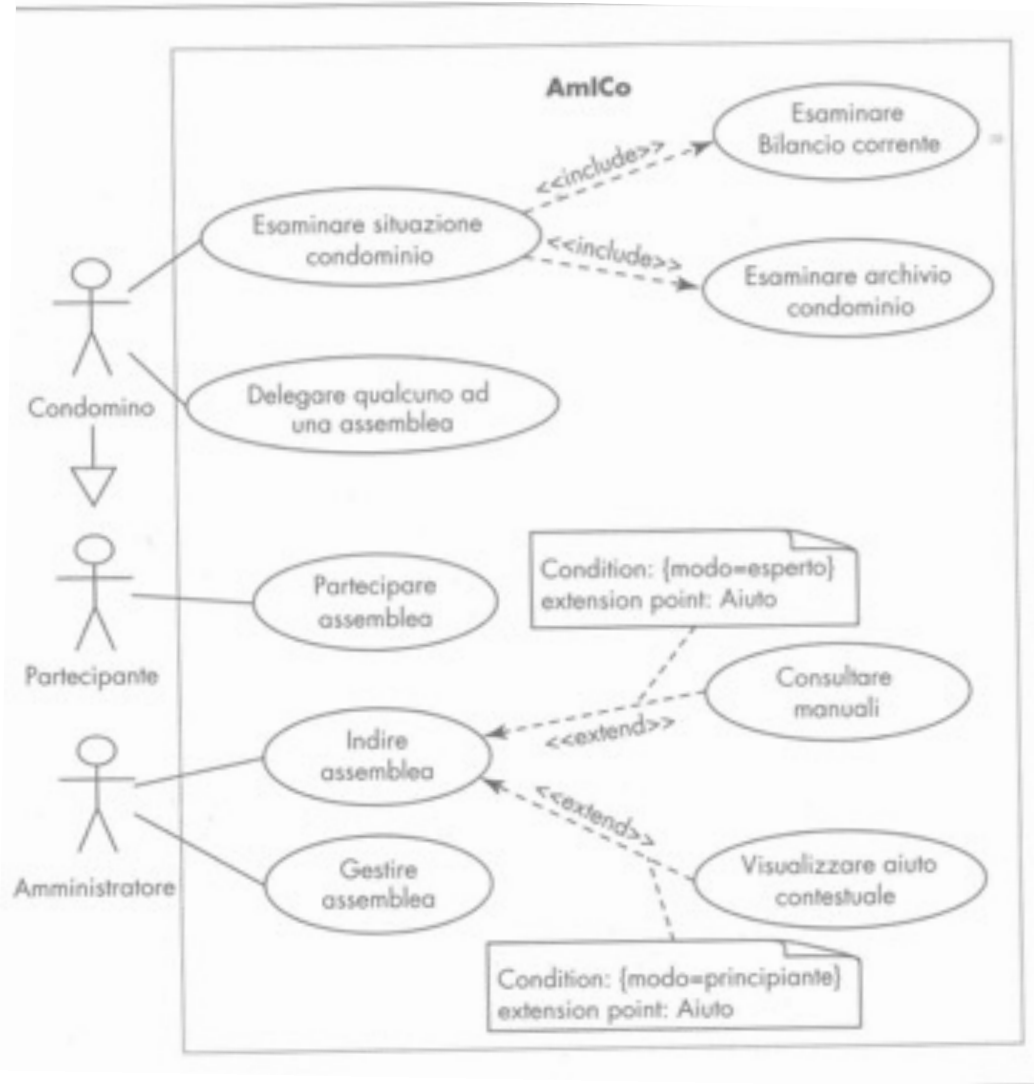 AmICo
Esaminare
Bilancio corrente
<<include>>
Esaminare situazione
condominio
<<include>>
Esaminare archivio
condominio
Condomino
Delegare qualcuno ad
una assemblea
Condition: {modo=esperto}
extension point: Aiuto
Partecipare
assemblea
Partecipante
Consultare
manuali
Indire
assemblea
<<extend>>
<<extend>>
Amministratore
Gestire
assemblea
Visualizzare aiuto
contestuale
Condition: {modo=principiante}
extension point: Aiuto